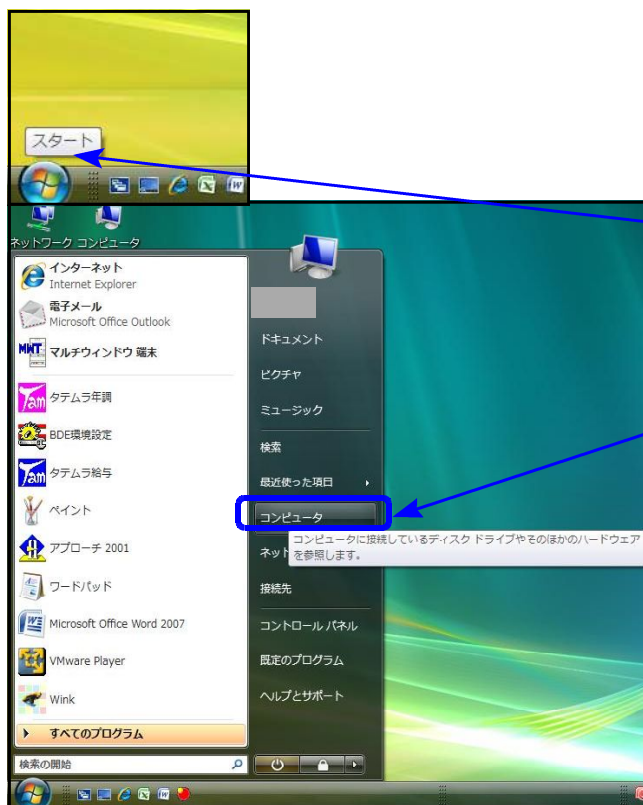 スタート
ネットワーク コンピュータ
インターネット
Internet Explorer
電子メール
Microsoft Office Outlook
MWT マルチウィンドウ 端末
Tam タテムラ年調
BDE環境設定
Tam タテムラ給与
ペイント
アプローチ 2001
ワードパッド
Microsoft Office Word 2007
VMware Player
Wink
すべてのプログラム
検索の開始
ドキュメント
ピクチャ
ミュージック
検索
最近使った項目
コンピュータ
コンピュータに接続しているディスク ドライブやそのほかのハードウェア
を参照します。
ネット
接続先
コントロール パネル
既定のプログラム
ヘルプとサポート